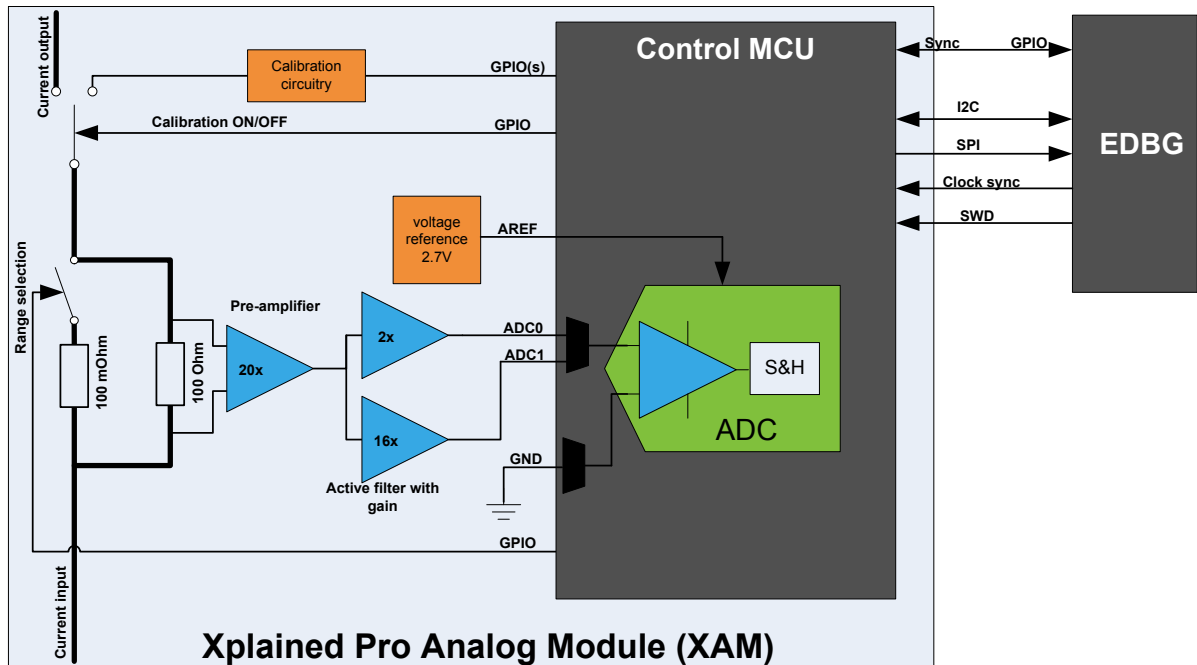 Current output
Calibration
circuitry
GPIO(s)
Control MCU
Sync
GPIO
Calibration ON/OFF
GPIO
I2C
SPI
EDBG
Clock sync
SWD
voltage
reference
2.7V
AREF
Range selection
Pre-amplifier
100 mOhm
100 Ohm
20x
2x
ADC0
ADC1
S&H
ADC
16x
GND
Active filter with
gain
GPIO
Current input
Xplained Pro Analog Module (XAM)